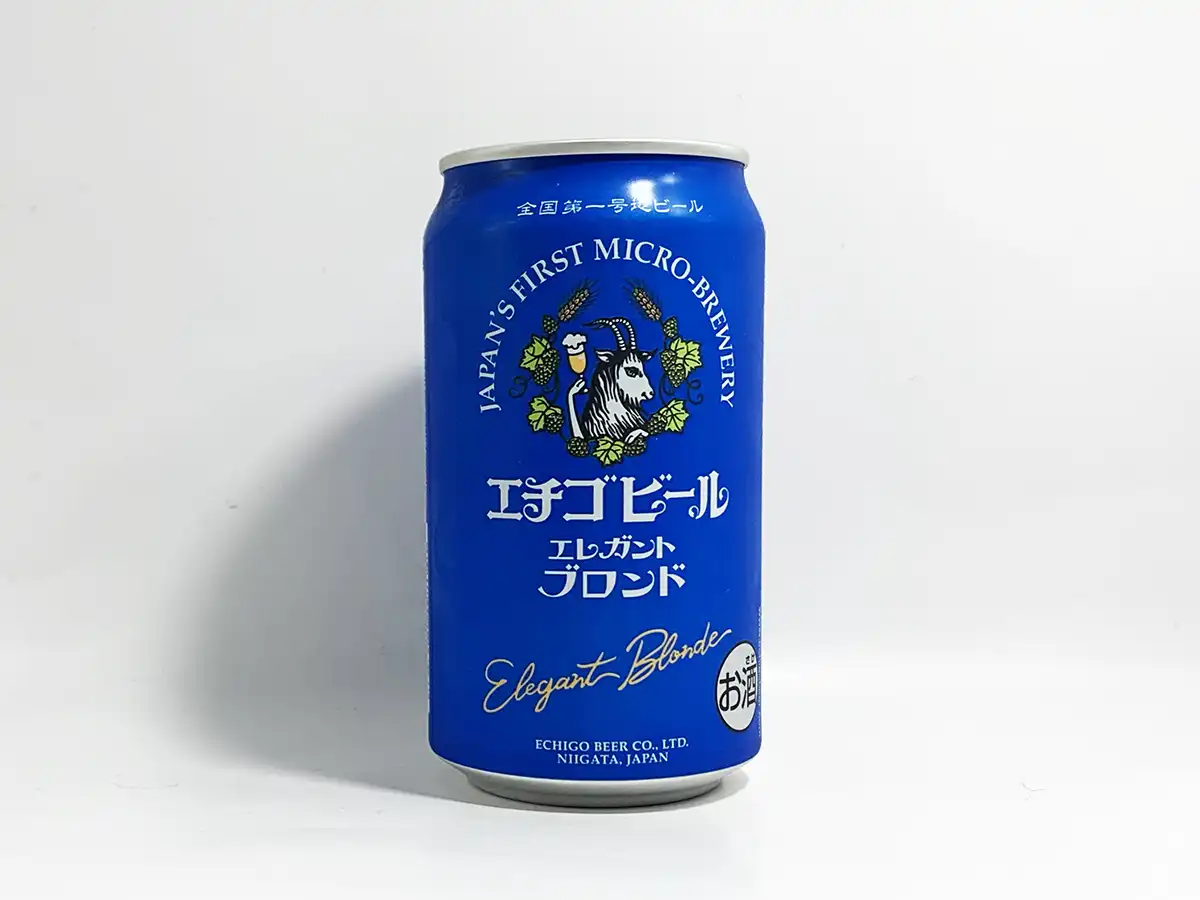 全国第一号地ビール
JAPAN'S FIRST MICRO-BREWERY
エチゴビール
エレガント
ブロンド
Elegant Blonde
さけ
お酒
ECHIGO BEER CO., LTD.
NIIGATA, JAPAN